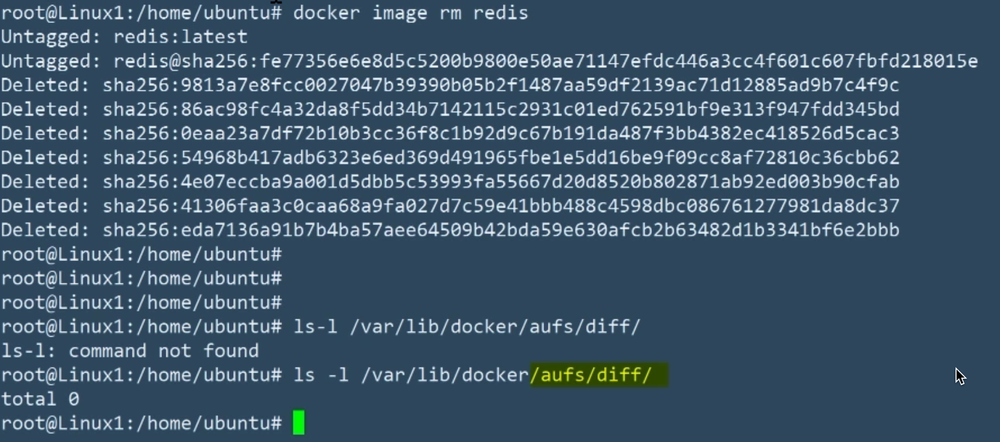 root@Linux1:/home/ubuntu# docker image rm redis
Untagged: redis:latest
Untagged: redis@sha256:fe77356e6e8d5c5200b9800e50ae71147efdc446a3cc4f601c607fbfd218015e
Deleted: sha256:9813a7e8fcc0027047b39390b05b2f1487aa59df2139ac71d12885ad9b7c4f9c
Deleted: sha256:86ac98fc4a32da8f5dd34b7142115c2931c01ed762591bf9e313f947fdd345bd
Deleted: sha256:0eaa23a7df72b10b3cc36f8c1b92d9c67b191da487f3bb4382ec418526d5cac3
Deleted: sha256:54968b417adb6323e6ed369d491965fbe1e5dd16be9f09cc8af72810c36cbb62
Deleted: sha256:4e07eccba9a001d5dbb5c53993fa55667d20d8520b802871ab92ed003b90cfab
Deleted: sha256:41306faa3c0caa68a9fa027d7c59e41bbb488c4598dbc086761277981da8dc37
Deleted: sha256:eda7136a91b7b4ba57aee64509b42bda59e630afcb2b63482d1b3341bf6e2bbb
root@Linux1:/home/ubuntu#
root@Linux1:/home/ubuntu#
root@Linux1:/home/ubuntu#
root@Linux1:/home/ubuntu# ls-l /var/lib/docker/aufs/diff/
ls-l: command not found
root@Linux1:/home/ubuntu# ls -l /var/lib/docker/aufs/diff/
total 0
root@Linux1:/home/ubuntu#